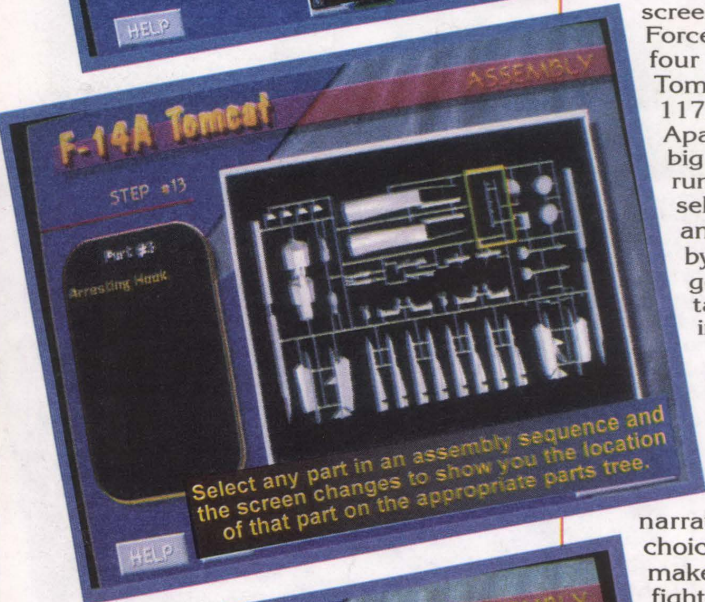 HELP
F-14A Tomcat
ASSEMBLY
STEP #13
Part #3
Arresting Hook
Select any part in an assembly sequence and
the screen changes to show you the location
of that part on the appropriate parts tree.
HELP
screen
Force
four
Tom
117
Apa
big
run
sel
an
by
g
ta
i
narra
choic
make
fight